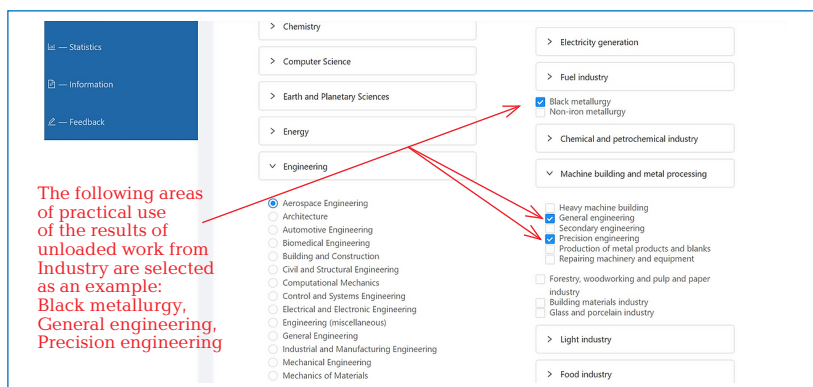 — Statistics
— Information
— Feedback
The following areas
of practical use
of the results of
unloaded work from
Industry are selected
as an example:
Black metallurgy,
General engineering,
Precision engineering
Chemistry
Computer Science
Earth and Planetary Sciences
Energy
Engineering
Aerospace Engineering
Architecture
Automotive Engineering
Biomedical Engineering
Building and Construction
Civil and Structural Engineering
Computational Mechanics
Control and Systems Engineering
Electrical and Electronic Engineering
Engineering (miscellaneous)
General Engineering
Industrial and Manufacturing Engineering
Mechanical Engineering
Mechanics of Materials
Electricity generation
Fuel industry
Black metallurgy
Non-iron metallurgy
Chemical and petrochemical industry
Machine building and metal processing
Heavy machine building
General engineering
Secondary engineering
Precision engineering
Production of metal products and blanks
Repairing machinery and equipment
Forestry, woodworking and pulp and paper
industry
Building materials industry
Glass and porcelain industry
Light industry
Food industry